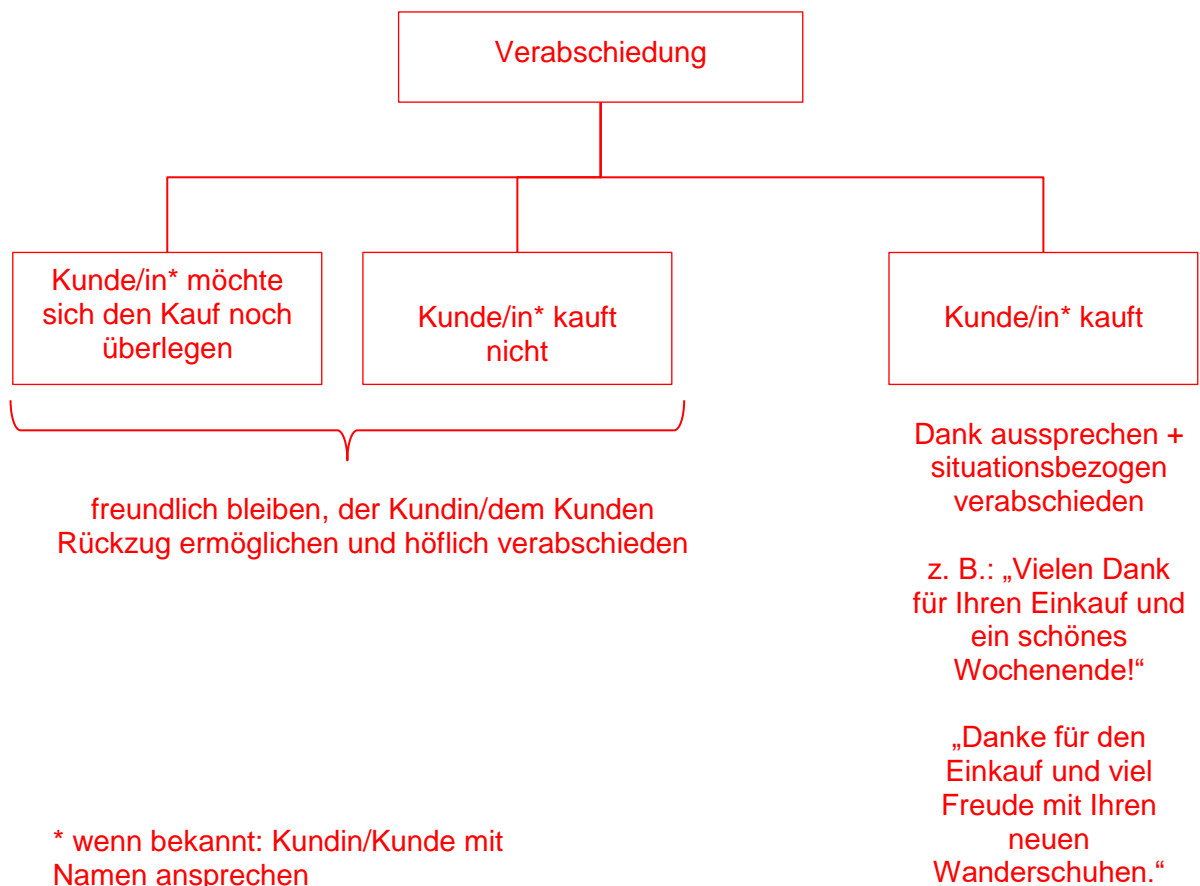 Verabschiedung
Kunde/in* möchte
sich den Kauf noch
überlegen
Kunde/in* kauft
nicht
Kunde/in* kauft
freundlich bleiben, der Kundin/dem Kunden
Rückzug ermöglichen und höflich verabschieden
Dank aussprechen +
situationsbezogen
verabschieden
z. B.: „Vielen Dank
für Ihren Einkauf und
ein schönes
Wochenende!“
„Danke für den
Einkauf und viel
Freude mit Ihren
neuen
Wanderschuhen.“
* wenn bekannt: Kundin/Kunde mit
Namen ansprechen